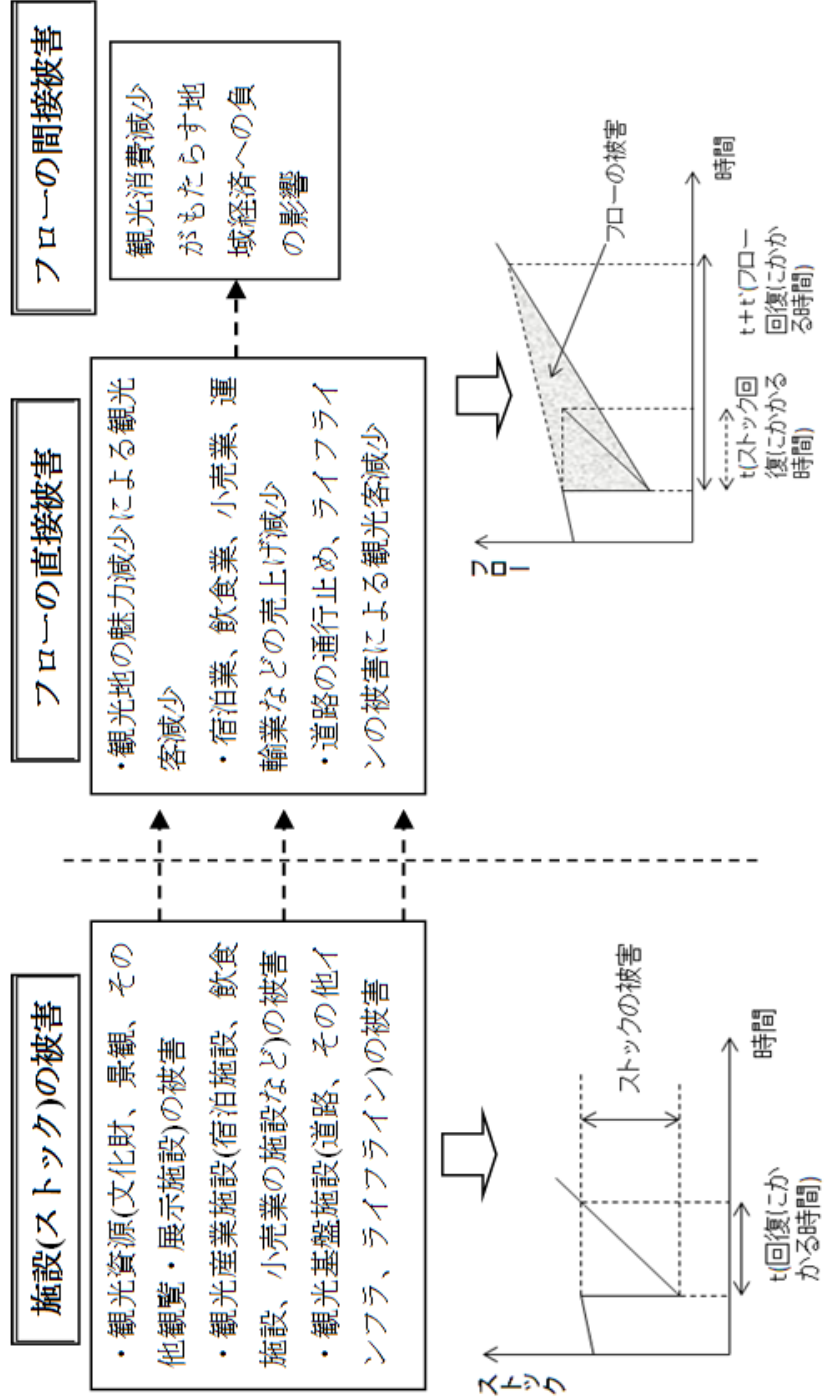 施設(ストック)の被害
・観光資源(文化財、景観、その
他観覧・展示施設)の被害
・観光産業施設(宿泊施設、飲食
施設、小売業の施設など)の被害
・観光基盤施設(道路、その他イ
ンフラ、ライフライン)の被害
フローの直接被害
・観光地の魅力減少による観光
客減少
・宿泊業、飲食業、小売業、運
輸業などの売上げ減少
・道路の通行止め、ライフライ
ンの被害による観光客減少
フローの間接被害
観光消費減少
がもたらす地
域経済への負
の影響
ストック
ストックの被害
時間
t(回復にか
かる時間)
フロー
フローの被害
時間
t(ストック回
復にかかる
時間)
t+t'(フロー
回復にかか
る時間)